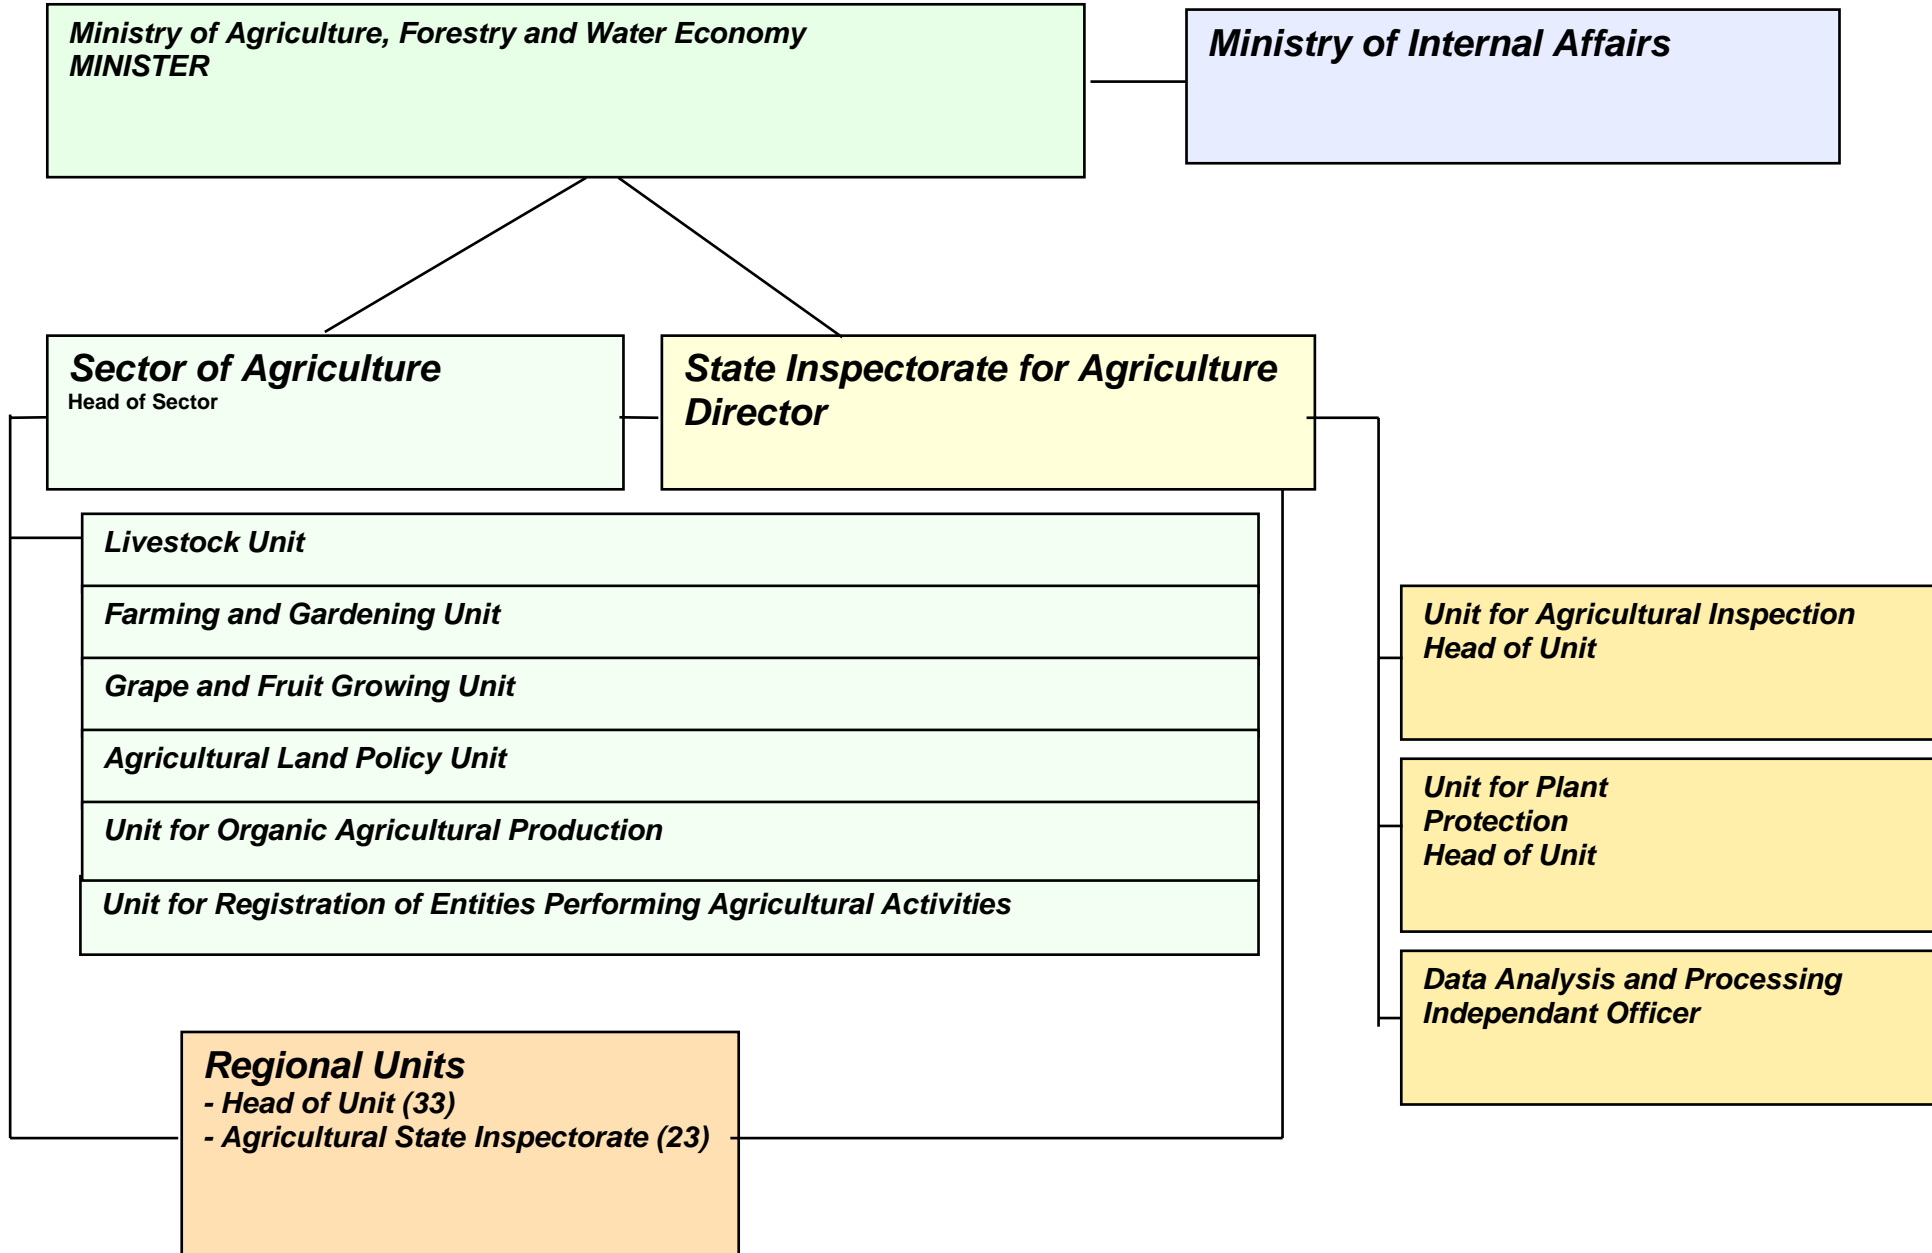 Ministry of Agriculture, Forestry and Water Economy
MINISTER
Ministry of Internal Affairs
Sector of Agriculture
Head of Sector
State Inspectorate for Agriculture
Director
Livestock Unit
Farming and Gardening Unit
Grape and Fruit Growing Unit
Agricultural Land Policy Unit
Unit for Organic Agricultural Production
Unit for Registration of Entities Performing Agricultural Activities
Unit for Agricultural Inspection
Head of Unit
Unit for Plant
Protection
Head of Unit
Data Analysis and Processing
Independant Officer
Regional Units
- Head of Unit (33)
- Agricultural State Inspectorate (23)